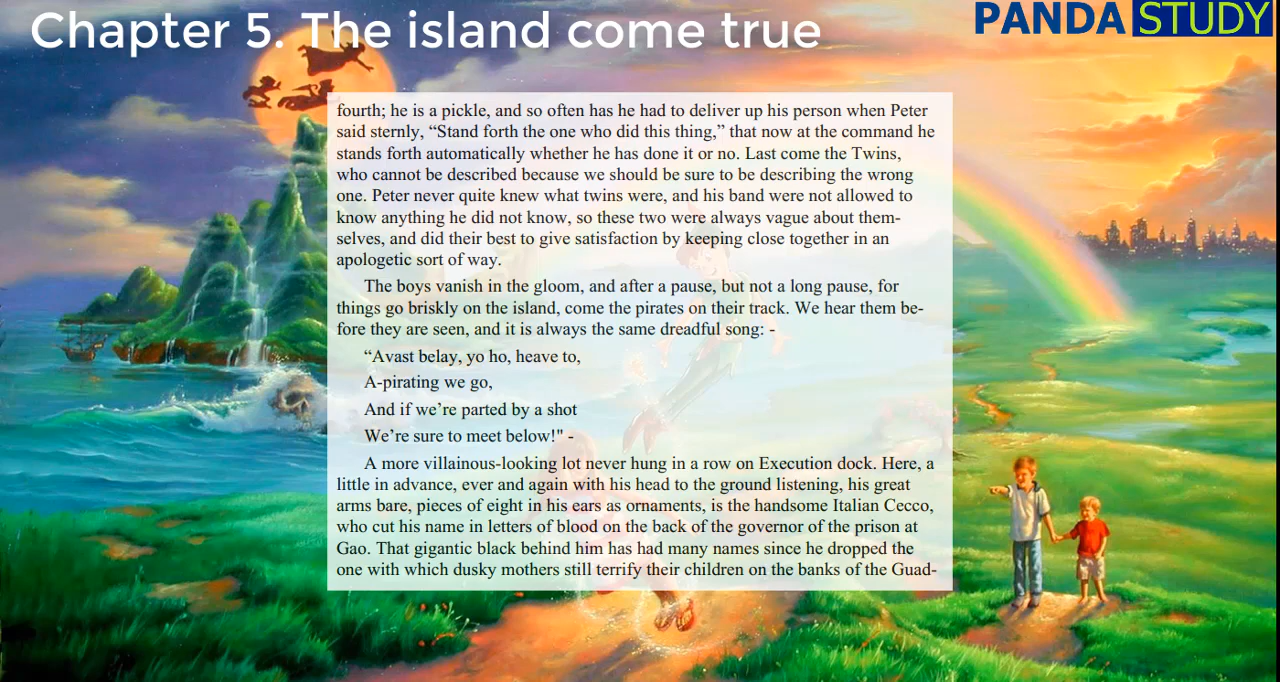 Chapter 5. The island come true
PANDA STUDY
fourth; he is a pickle, and so often has he had to deliver up his person when Peter
said sternly, “Stand forth the one who did this thing,” that now at the command he
stands forth automatically whether he has done it or no. Last come the Twins,
who cannot be described because we should be sure to be describing the wrong
one. Peter never quite knew what twins were, and his band were not allowed to
know anything he did not know, so these two were always vague about them-
selves, and did their best to give satisfaction by keeping close together in an
apologetic sort of way.
The boys vanish in the gloom, and after a pause, but not a long pause, for
things go briskly on the island, come the pirates on their track. We hear them be-
fore they are seen, and it is always the same dreadful song: -
“Avast belay, yo ho, heave to,
A-pirating we go,
And if we’re parted by a shot
We’re sure to meet below!" -
A more villainous-looking lot never hung in a row on Execution dock. Here, a
little in advance, ever and again with his head to the ground listening, his great
arms bare, pieces of eight in his ears as ornaments, is the handsome Italian Cecco,
who cut his name in letters of blood on the back of the governor of the prison at
Gao. That gigantic black behind him has had many names since he dropped the
one with which dusky mothers still terrify their children on the banks of the Guad-